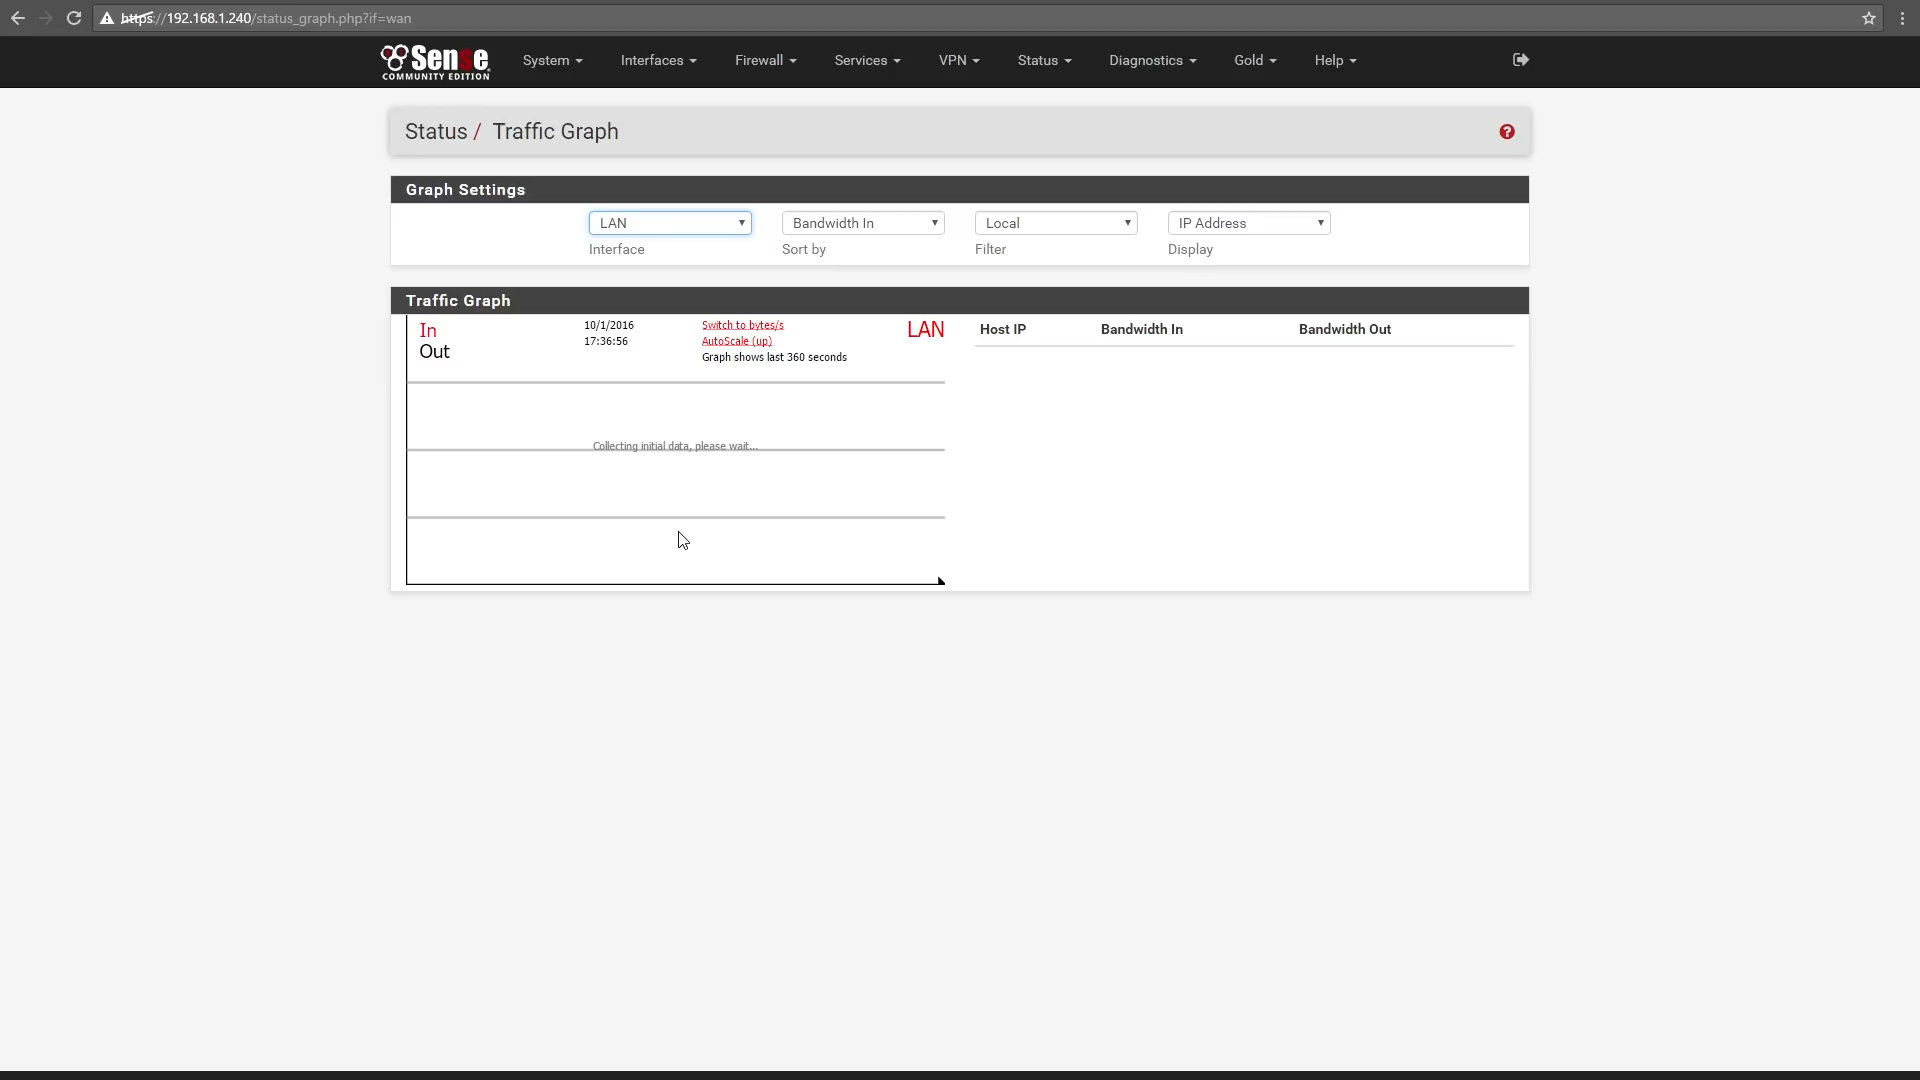 https://192.168.1.240/status_graph.php?if=wan
Sense
COMMUNITY EDITION
System
Interfaces
Firewall
Services
VPN
Status
Diagnostics
Gold
Help
Status / Traffic Graph
?
Graph Settings
LAN
Bandwidth In
Local
IP Address
Interface
Sort by
Filter
Display
Traffic Graph
In
Out
10/1/2016
17:36:56
Switch to bytes/s
AutoScale (up)
Graph shows last 360 seconds
LAN
Host IP
Bandwidth In
Bandwidth Out
Collecting initial data, please wait...